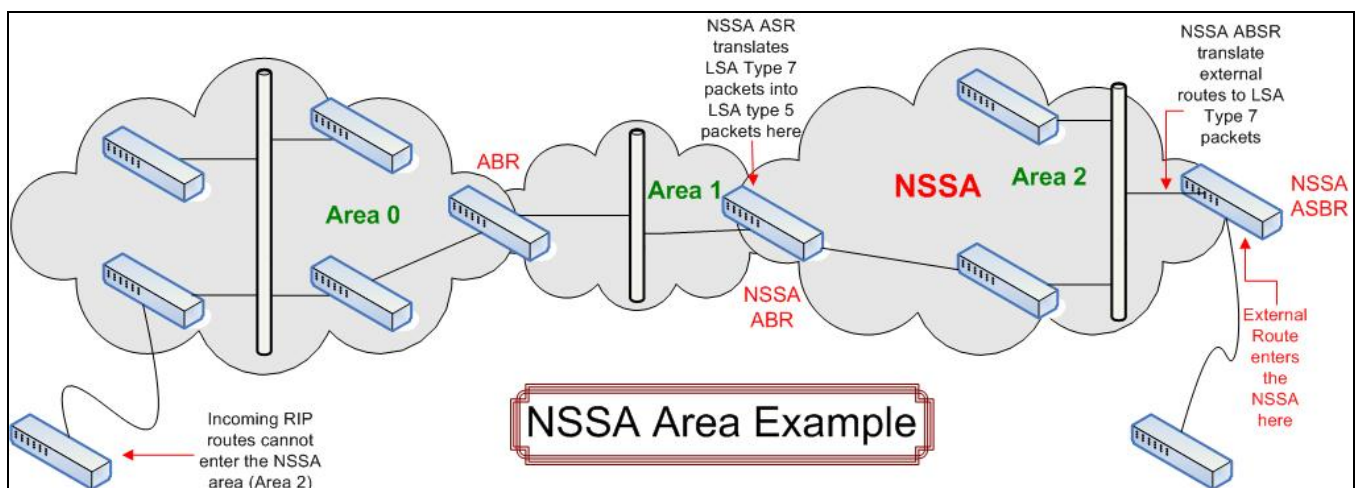 NSSA ASR
translates
LSA Type 7
packets into
LSA type 5
packets here
NSSA ABSR
translate
external
routes to LSA
Type 7
packets
ABR
Area 0
Area 1
NSSA
Area 2
NSSA
ASBR
NSSA
ABR
External
Route
enters
the
NSSA
here
Incoming RIP
routes cannot
enter the NSSA
area (Area 2)
NSSA Area Example